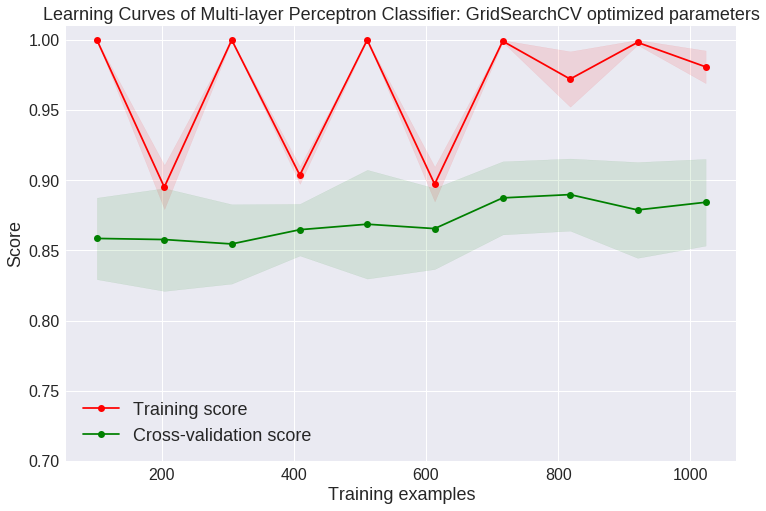 Learning Curves of Multi-layer Perceptron Classifier: GridSearchCV optimized parameters
1.00
0.95
0.90
0.85
0.80
0.75
0.70
Score
Training score
Cross-validation score
200 400 600 800 1000
Training examples